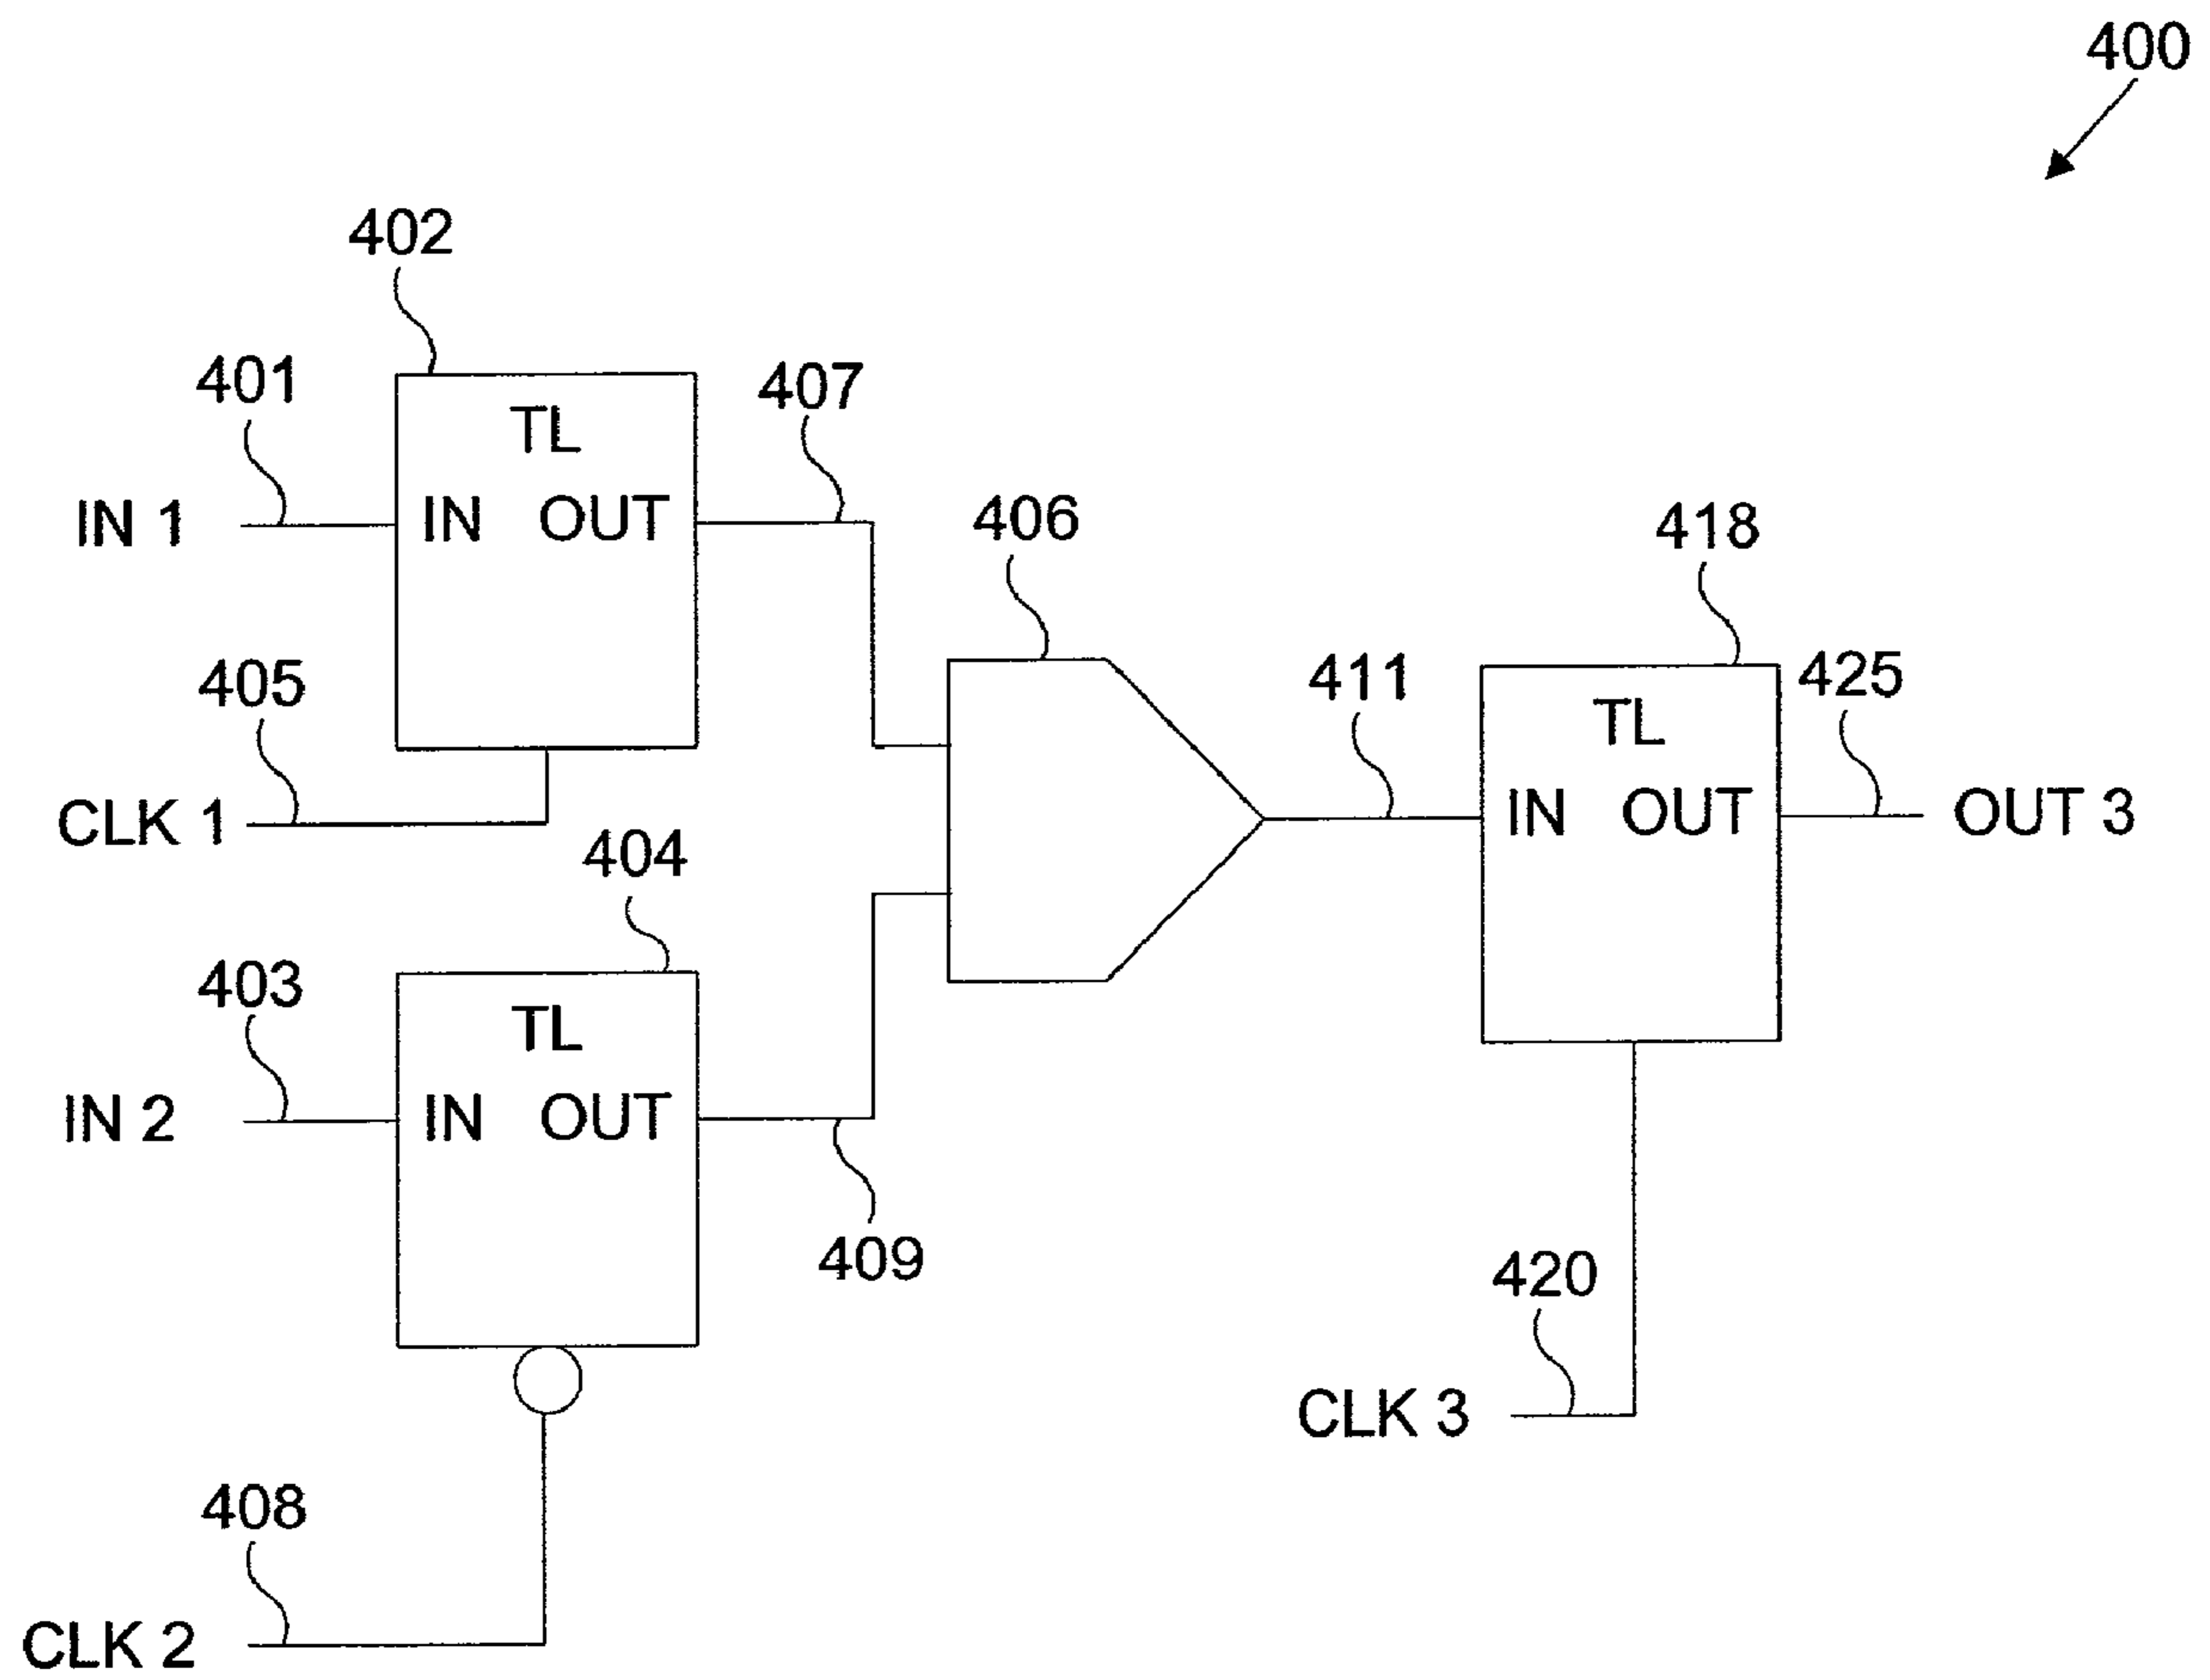 400
402
401
407
TL
IN 1
IN OUT
406
418
405
411
425
TL
CLK 1
IN OUT
OUT 3
404
403
TL
IN 2
IN OUT
409
420
CLK 3
408
CLK 2